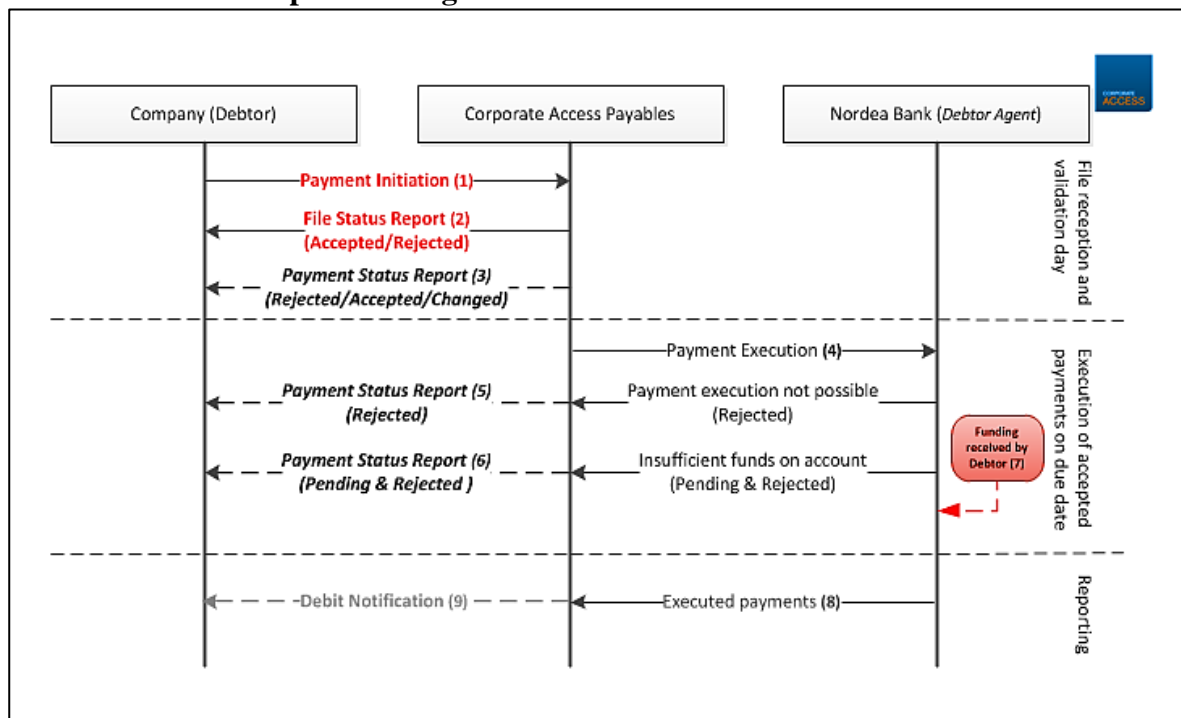 Company (Debtor)
Corporate Access Payables
Nordea Bank (Debtor Agent)
CORPORATE
ACCESS
Payment Initiation (1)
File Status Report (2)
(Accepted/Rejected)
Payment Status Report (3)
(Rejected/Accepted/Changed)
File reception and
validation day
Payment Execution (4)
Payment Status Report (5)
(Rejected)
Payment execution not possible
(Rejected)
Payment Status Report (6)
(Pending & Rejected )
Insufficient funds on account
(Pending & Rejected)
Funding
received by
Debtor (7)
Execution of accepted
payments on due date
Debit Notification (9)
Executed payments (8)
Reporting